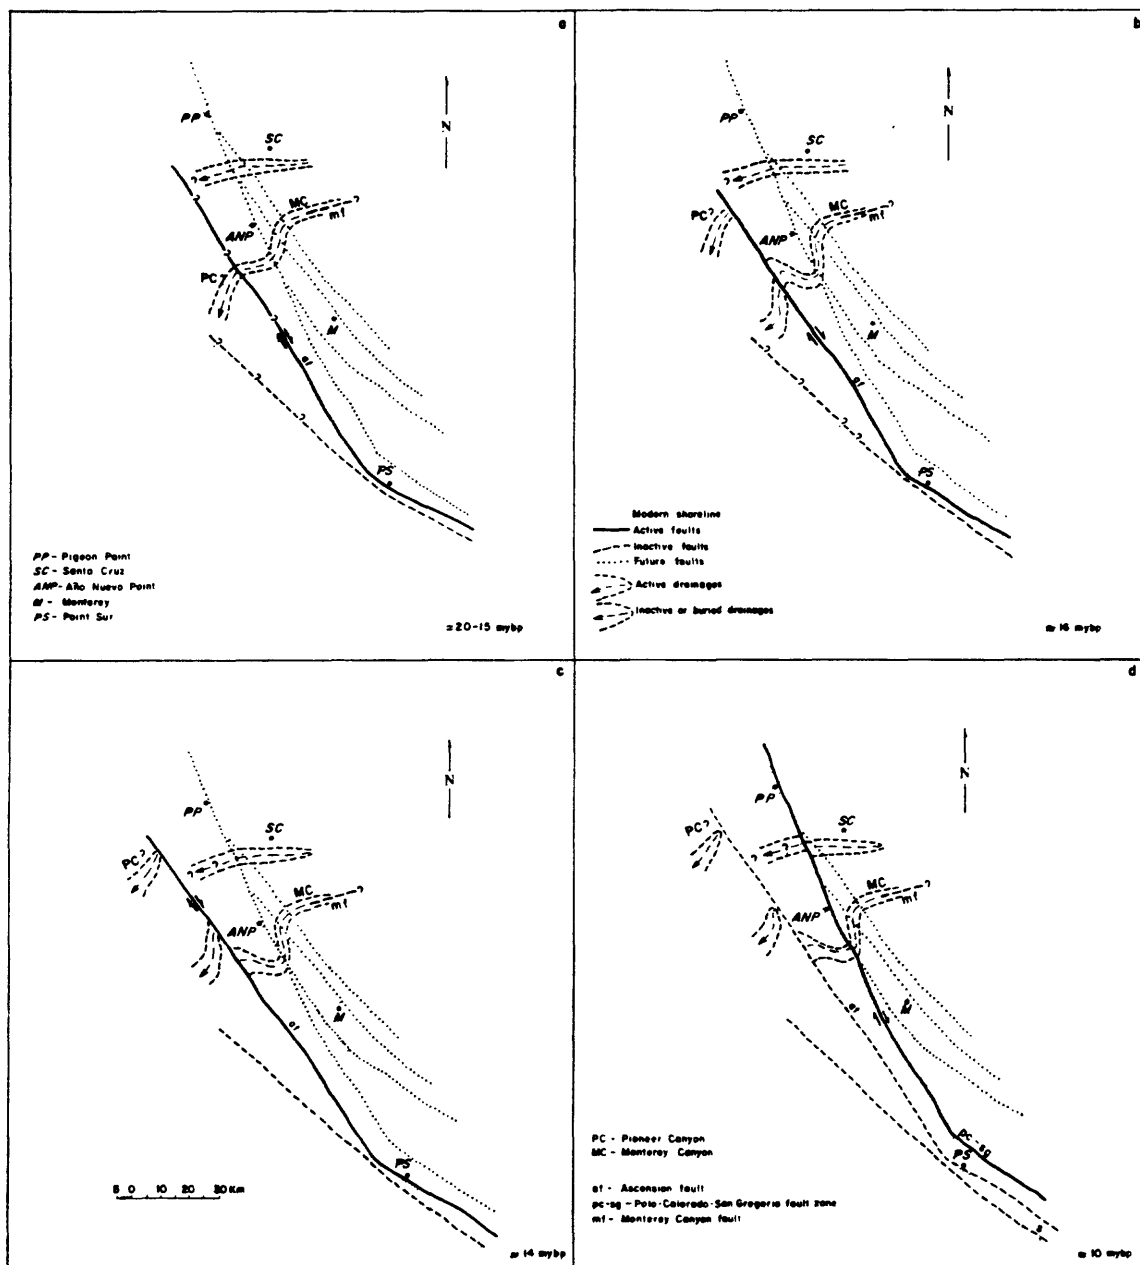 a
N
PP
SC
MC
?
mf
ANP
PC?
?
?
?
?
?
?
M
af
PS
PP - Pigeon Point
SC - Santa Cruz
ANP - Año Nuevo Point
M - Monterey
PS - Point Sur
≈ 20-15 mybp
b
N
PP
SC
?
PC?
MC
?
mf
ANP
M
?
?
?
?
af
PS
Modern shoreline
Active faults
Inactive faults
Future faults
Active drainages
Inactive or buried drainages
≈ 16 mybp
c
N
PP
SC
PC?
?
?
MC
?
mf
ANP
M
af
PS
5 0 10 20 30 Km
≈ 14 mybp
d
N
PP
SC
PC?
?
?
MC
?
mf
ANP
M
af
pc-sg
PS
PC - Pioneer Canyon
MC - Monterey Canyon
af - Ascension fault
pc-sg - Palo-Colorado-San Gregorio fault zone
mf - Monterey Canyon fault
≈ 10 mybp